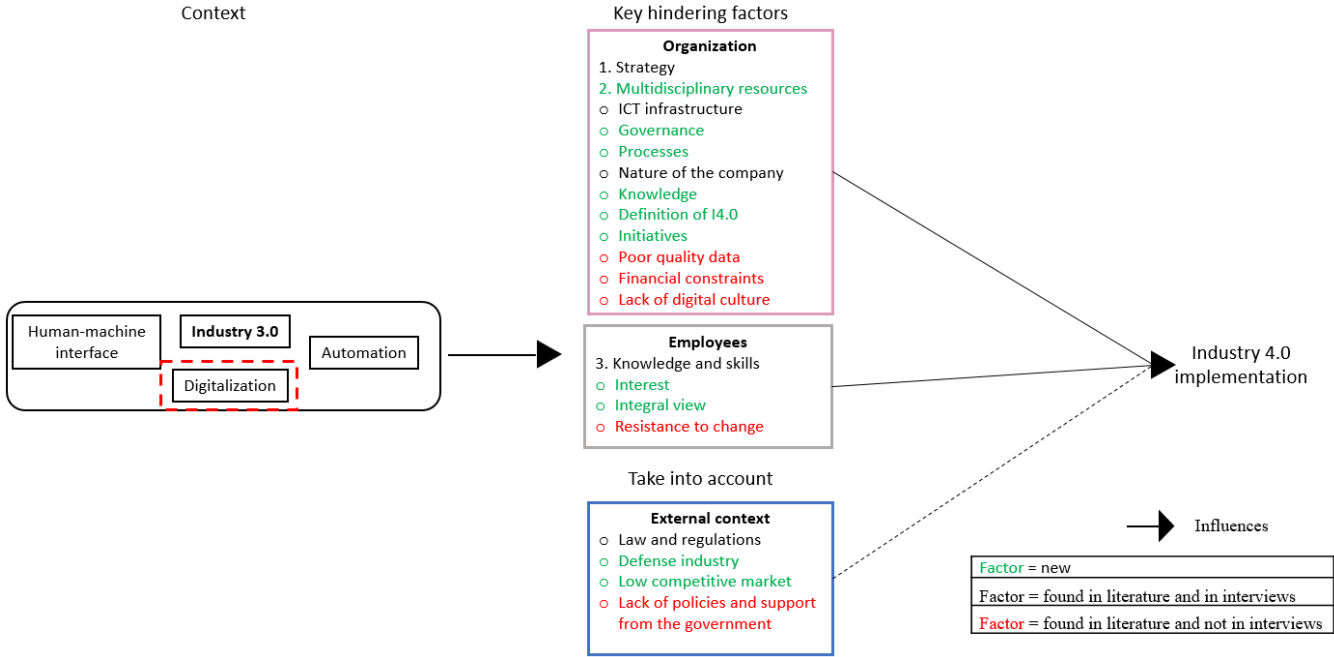 Context
Key hindering factors
Organization
1. Strategy
2. Multidisciplinary resources
o ICT infrastructure
o Governance
o Processes
o Nature of the company
o Knowledge
o Definition of I4.0
o Initiatives
o Poor quality data
o Financial constraints
o Lack of digital culture
Human-machine
interface
Industry 3.0
Automation
Digitalization
Employees
3. Knowledge and skills
o Interest
o Integral view
o Resistance to change
Industry 4.0
implementation
Take into account
External context
o Law and regulations
o Defense industry
o Low competitive market
o Lack of policies and support
from the government
Influences
Factor = new
Factor = found in literature and in interviews
Factor = found in literature and not in interviews